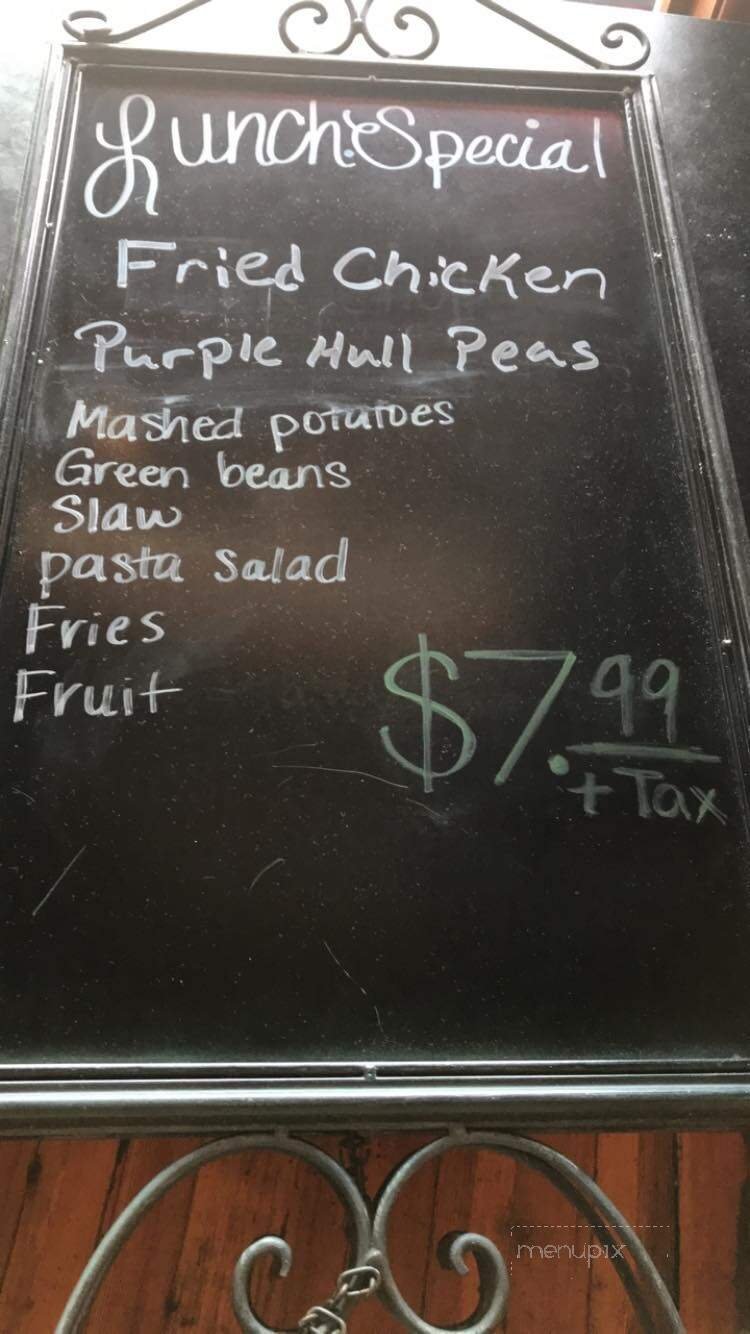 Lunch Special
Fried Chicken
Purple Hull Peas
Mashed potatoes
Green beans
Slaw
pasta salad
Fries
Fruit
$7.99
+ Tax
menupix